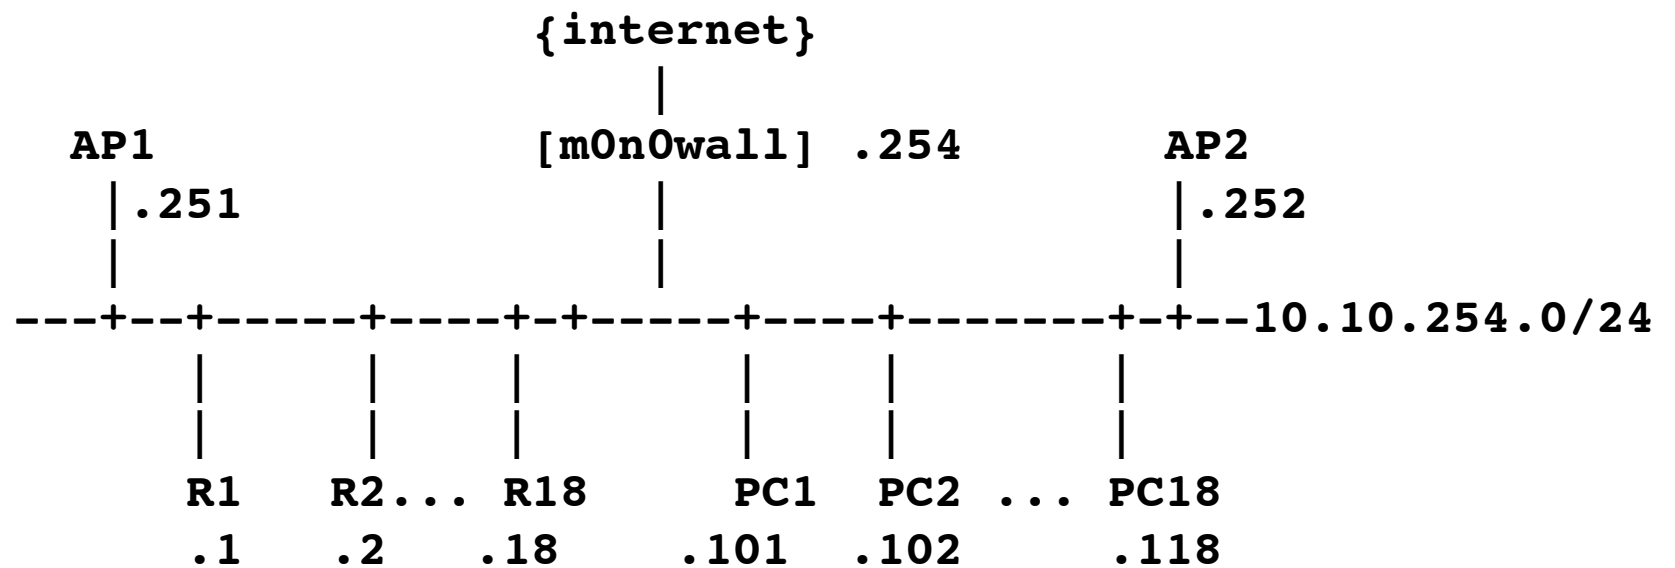 {internet}
|
AP1 [m0n0wall] .254 AP2
|.251 | |.252
| | |
---+--+-----+----+-+-----+----+-------+-+--10.10.254.0/24
| | | | | |
| | | | | |
R1 R2... R18 PC1 PC2 ... PC18
.1 .2 .18 .101 .102 .118